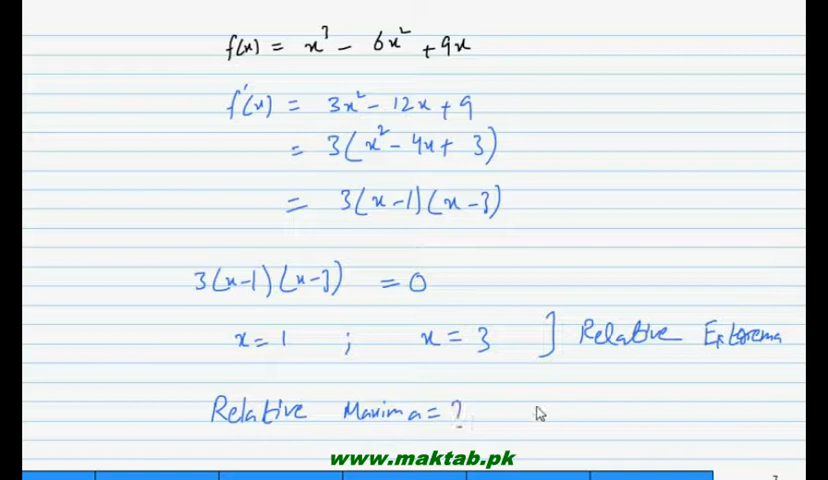 f(x) = x³ - 6x² + 9x
f'(x) = 3x² - 12x + 9
= 3(x² - 4x + 3)
= 3(x-1)(x-3)
3(x-1)(x-3) = 0
x = 1 ; x = 3 ] Relative Extrema
Relative Maxima = ?
www.maktab.pk